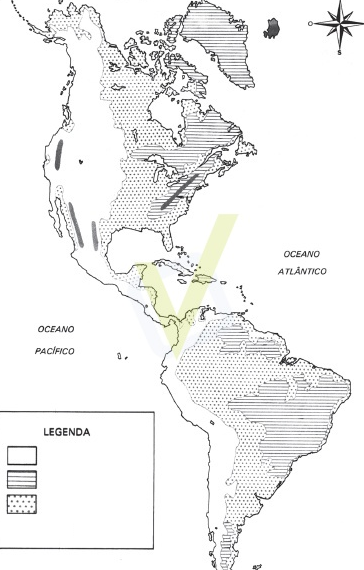 O
S
OCEANO
ATLÂNTICO
OCEANO
PACÍFICO
LEGENDA